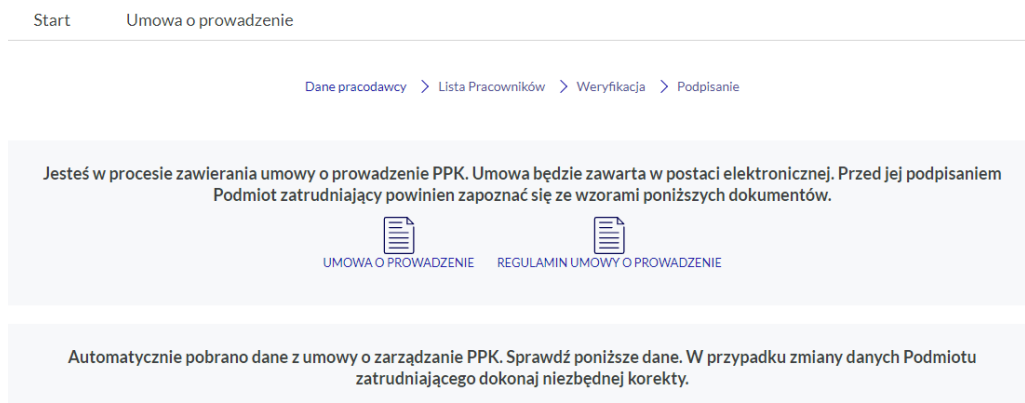 Start Umowa o prowadzenie
Dane pracodawcy > Lista Pracowników > Weryfikacja > Podpisanie
Jesteś w procesie zawierania umowy o prowadzenie PPK. Umowa będzie zawarta w postaci elektronicznej. Przed jej podpisaniem
Podmiot zatrudniający powinien zapoznać się ze wzorami poniższych dokumentów.
UMOWA O PROWADZENIE REGULAMIN UMOWY O PROWADZENIE
Automatycznie pobrano dane z umowy o zarządzanie PPK. Sprawdź poniższe dane. W przypadku zmiany danych Podmiotu
zatrudniającego dokonaj niezbędnej korekty.